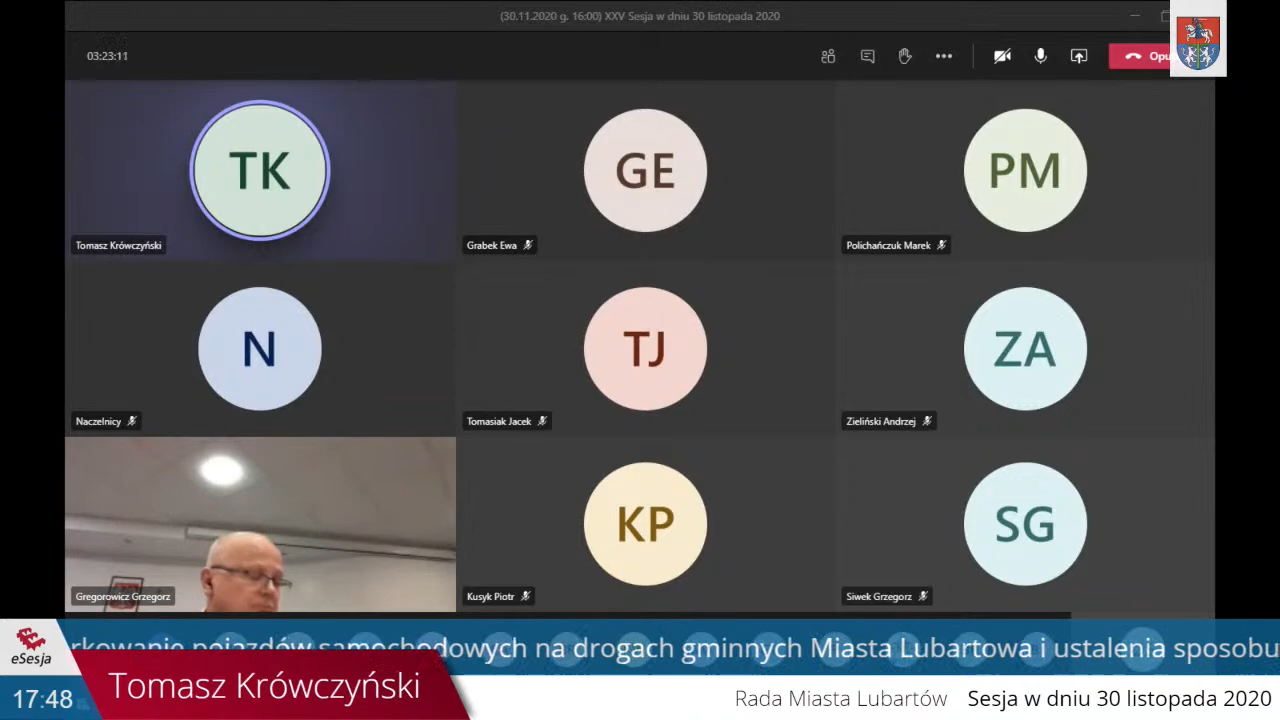 (30.11.2020 g. 16:00) XXV Sesja w dniu 30 listopada 2020
03:23:11
TK
Tomasz Krówczyński
GE
Grabek Ewa
PM
Polichańczuk Marek
N
Naczelnicy
TJ
Tomasiak Jacek
ZA
Zieliński Andrzej
Gregorowicz Grzegorz
KP
Kusyk Piotr
SG
Siwek Grzegorz
eSesja
rkowanie pojazdów samochodowych na drogach gminnych Miasta Lubartowa i ustalenia sposobu
17:48
Tomasz Krówczyński
Rada Miasta Lubartów Sesja w dniu 30 listopada 2020